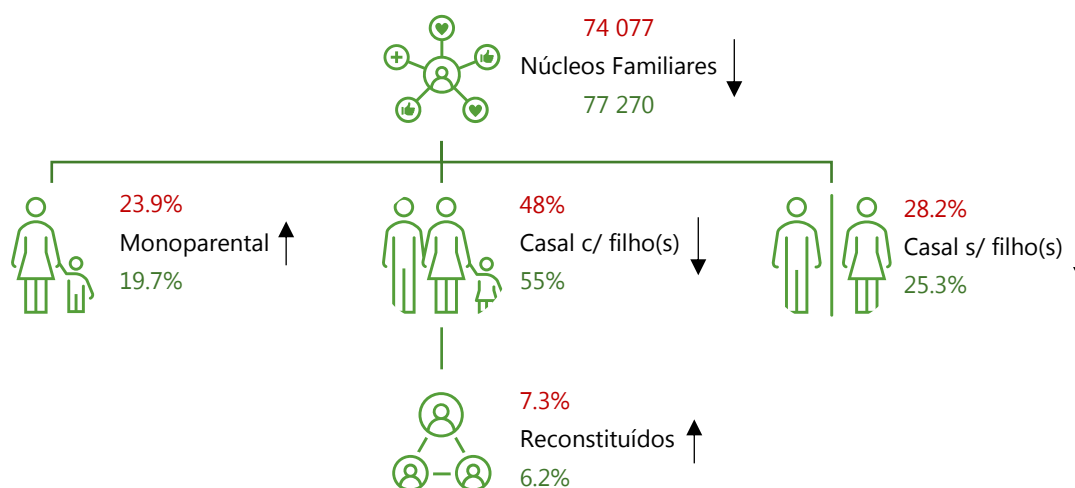 74 077
Núcleos Familiares
77 270
23.9%
Monoparental
19.7%
48%
Casal c/ filho(s)
55%
28.2%
Casal s/ filho(s)
25.3%
7.3%
Reconstituídos
6.2%